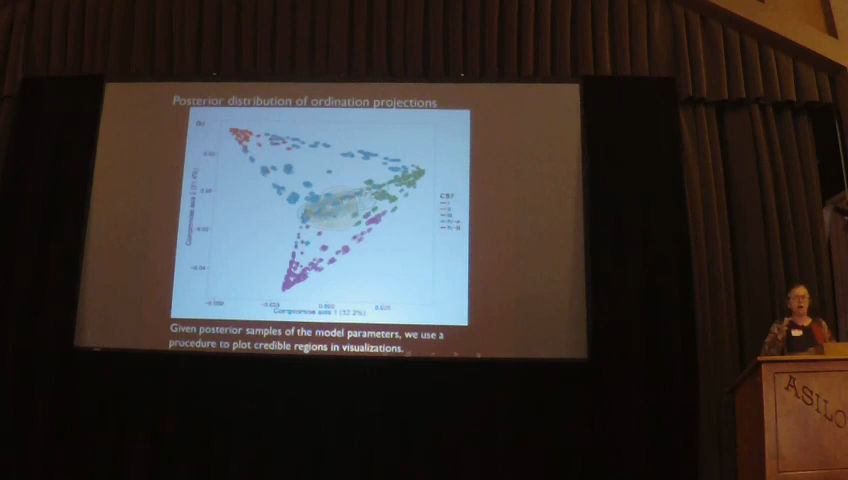 Posterior distribution of ordination projections
Compromise axis 1 (32.2%)
CST
Given posterior samples of the model parameters, we use a
procedure to plot credible regions in visualizations.
ASILO